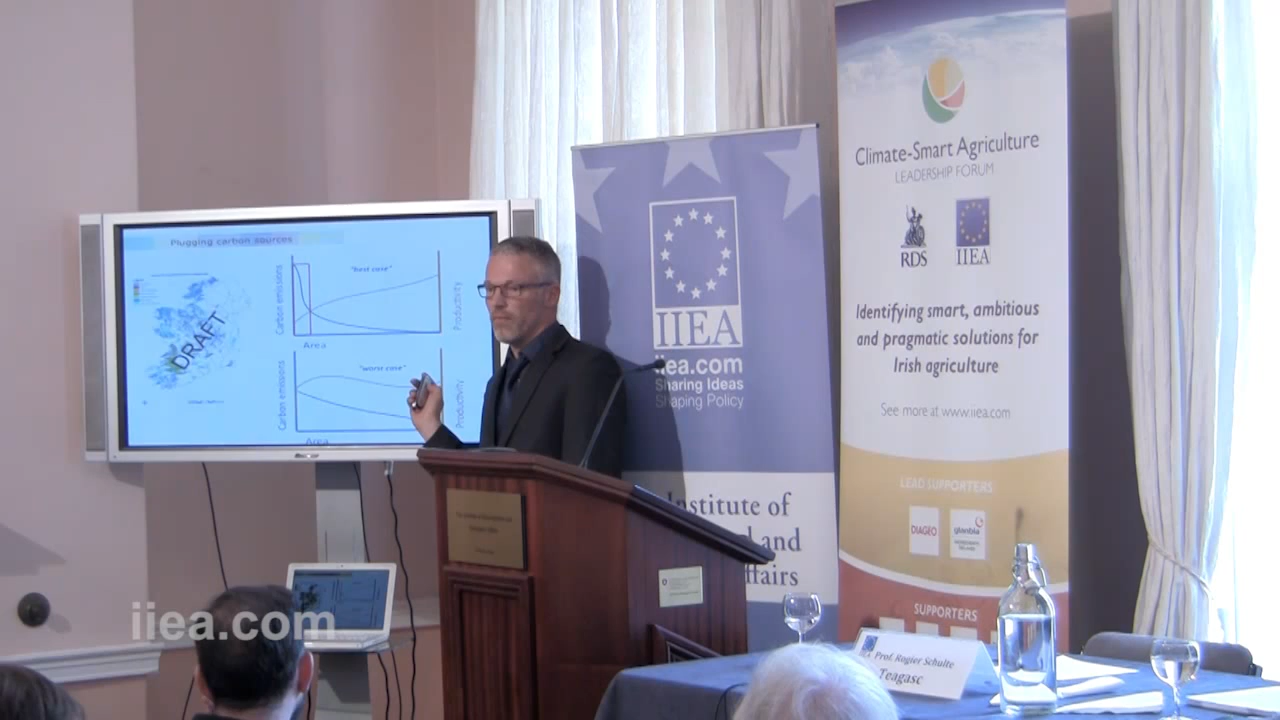 Plugging carbon sources
DRAFT
Carbon emissions
"best case"
Productivity
Area
Carbon emissions
"worst case"
Productivity
Area
IIEA
iiea.com
Sharing Ideas
Shaping Policy
Institute of
and
ffairs
Climate-Smart Agriculture
LEADERSHIP FORUM
RDS
IIEA
Identifying smart, ambitious
and pragmatic solutions for
Irish agriculture
See more at www.iiea.com
LEAD SUPPORTERS
DIAGEO
glanbia
SUPPORTERS
Prof. Rogier Schulte
Teagasc
iiea.com